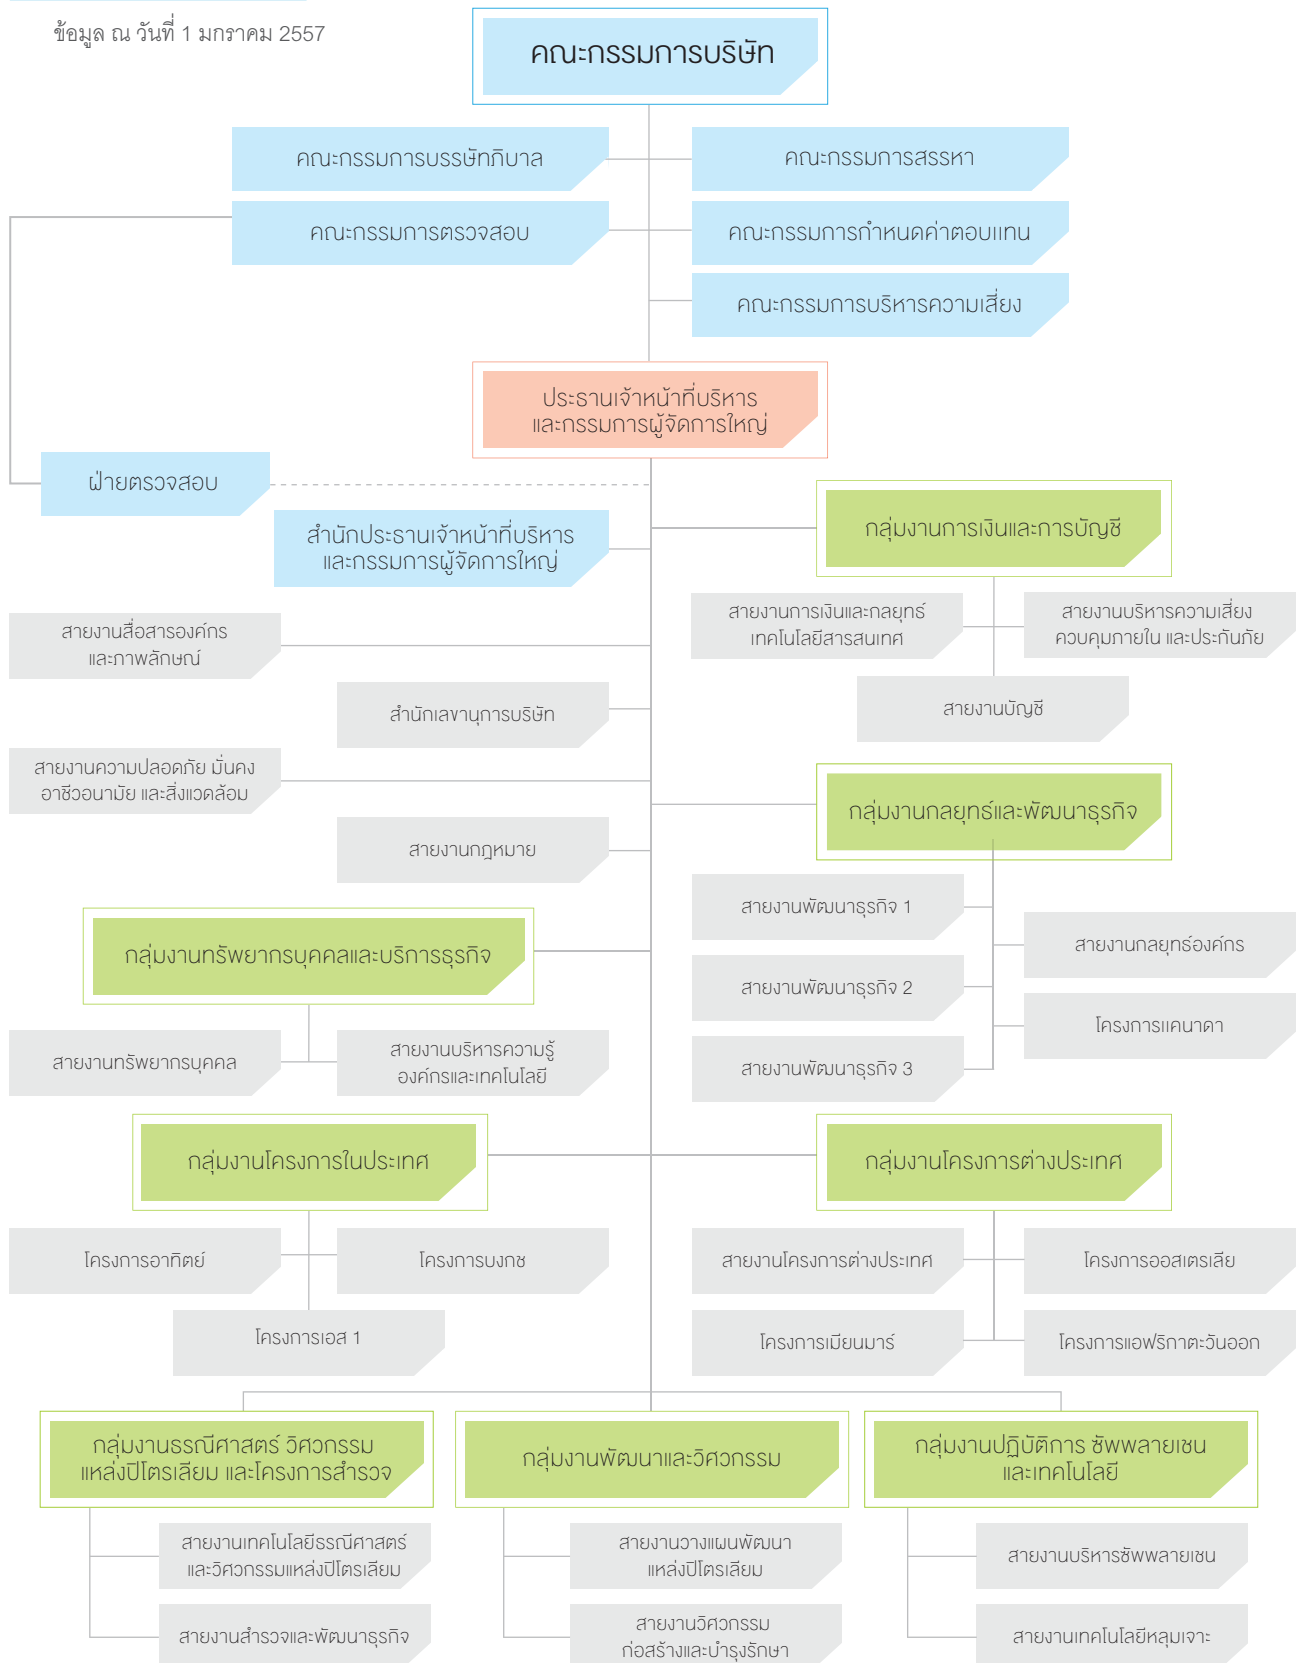 ข้อมูล ณ วันที่ 1 มกราคม 2557
คณะกรรมการบริษัท
คณะกรรมการบรรษัทภิบาล
คณะกรรมการสรรหา
คณะกรรมการตรวจสอบ
คณะกรรมการกำหนดค่าตอบแทน
คณะกรรมการบริหารความเสี่ยง
ประธานเจ้าหน้าที่บริหาร
และกรรมการผู้จัดการใหญ่
ฝ่ายตรวจสอบ
สำนักประธานเจ้าหน้าที่บริหาร
และกรรมการผู้จัดการใหญ่
กลุ่มงานการเงินและการบัญชี
สายงานการเงินและกลยุทธ์
เทคโนโลยีสารสนเทศ
สายงานบริหารความเสี่ยง
ควบคุมภายใน และประกันภัย
สายงานบัญชี
สายงานสื่อสารองค์กร
และภาพลักษณ์
สำนักเลขานุการบริษัท
สายงานความปลอดภัย มั่นคง
อาชีวอนามัย และสิ่งแวดล้อม
สายงานกฎหมาย
กลุ่มงานกลยุทธ์และพัฒนาธุรกิจ
สายงานพัฒนาธุรกิจ 1
สายงานกลยุทธ์องค์กร
สายงานพัฒนาธุรกิจ 2
โครงการแคนาดา
สายงานพัฒนาธุรกิจ 3
กลุ่มงานทรัพยากรบุคคลและบริการธุรกิจ
สายงานทรัพยากรบุคคล
สายงานบริหารความรู้
องค์กรและเทคโนโลยี
กลุ่มงานโครงการในประเทศ
โครงการอาทิตย์
โครงการบงกช
โครงการเอส 1
กลุ่มงานโครงการต่างประเทศ
สายงานโครงการต่างประเทศ
โครงการออสเตรเลีย
โครงการเมียนมาร์
โครงการแอฟริกาตะวันออก
กลุ่มงานธรณีศาสตร์ วิศวกรรม
แหล่งปิโตรเลียม และโครงการสำรวจ
สายงานเทคโนโลยีธรณีศาสตร์
และวิศวกรรมแหล่งปิโตรเลียม
สายงานสำรวจและพัฒนาธุรกิจ
กลุ่มงานพัฒนาและวิศวกรรม
สายงานวางแผนพัฒนา
แหล่งปิโตรเลียม
สายงานวิศวกรรม
ก่อสร้างและบำรุงรักษา
กลุ่มงานปฏิบัติการ ซัพพลายเชน
และเทคโนโลยี
สายงานบริหารซัพพลายเชน
สายงานเทคโนโลยีหลุมเจาะ